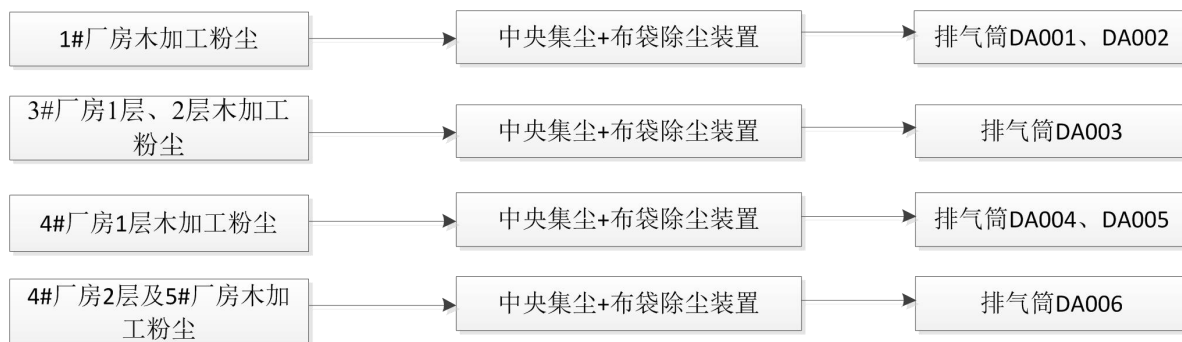 1#厂房木加工粉尘
中央集尘+布袋除尘装置
排气筒DA001、DA002
3#厂房1层、2层木加工
粉尘
中央集尘+布袋除尘装置
排气筒DA003
4#厂房1层木加工粉尘
中央集尘+布袋除尘装置
排气筒DA004、DA005
4#厂房2层及5#厂房木加
工粉尘
中央集尘+布袋除尘装置
排气筒DA006